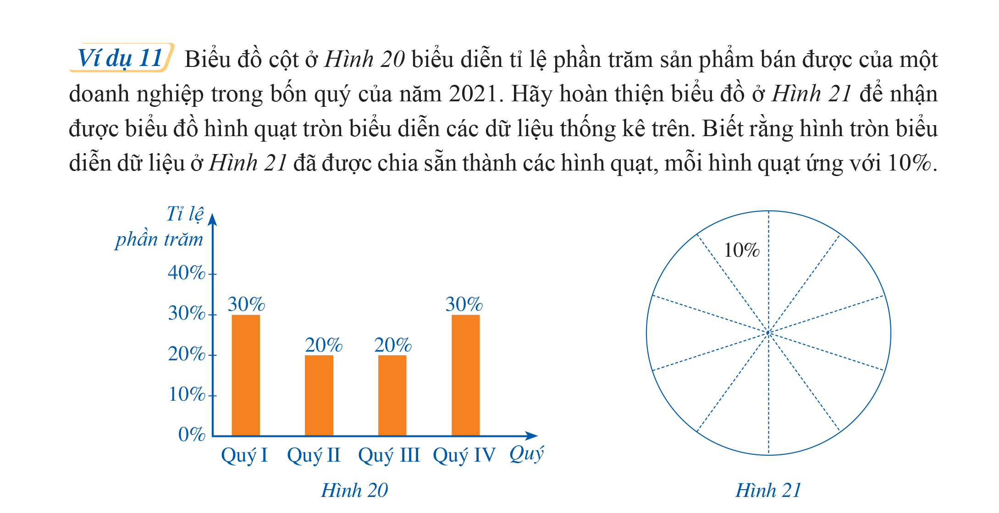 Ví dụ 11 Biểu đồ cột ở Hình 20 biểu diễn tỉ lệ phần trăm sản phẩm bán được của một
doanh nghiệp trong bốn quý của năm 2021. Hãy hoàn thiện biểu đồ ở Hình 21 để nhận
được biểu đồ hình quạt tròn biểu diễn các dữ liệu thống kê trên. Biết rằng hình tròn biểu
diễn dữ liệu ở Hình 21 đã được chia sẵn thành các hình quạt, mỗi hình quạt ứng với 10%.
Tỉ lệ
phần trăm
40%
30%
20%
10%
0%
30%
20%
20%
30%
Quý I
Quý II
Quý III
Quý IV
Quý
Hình 20
10%
Hình 21